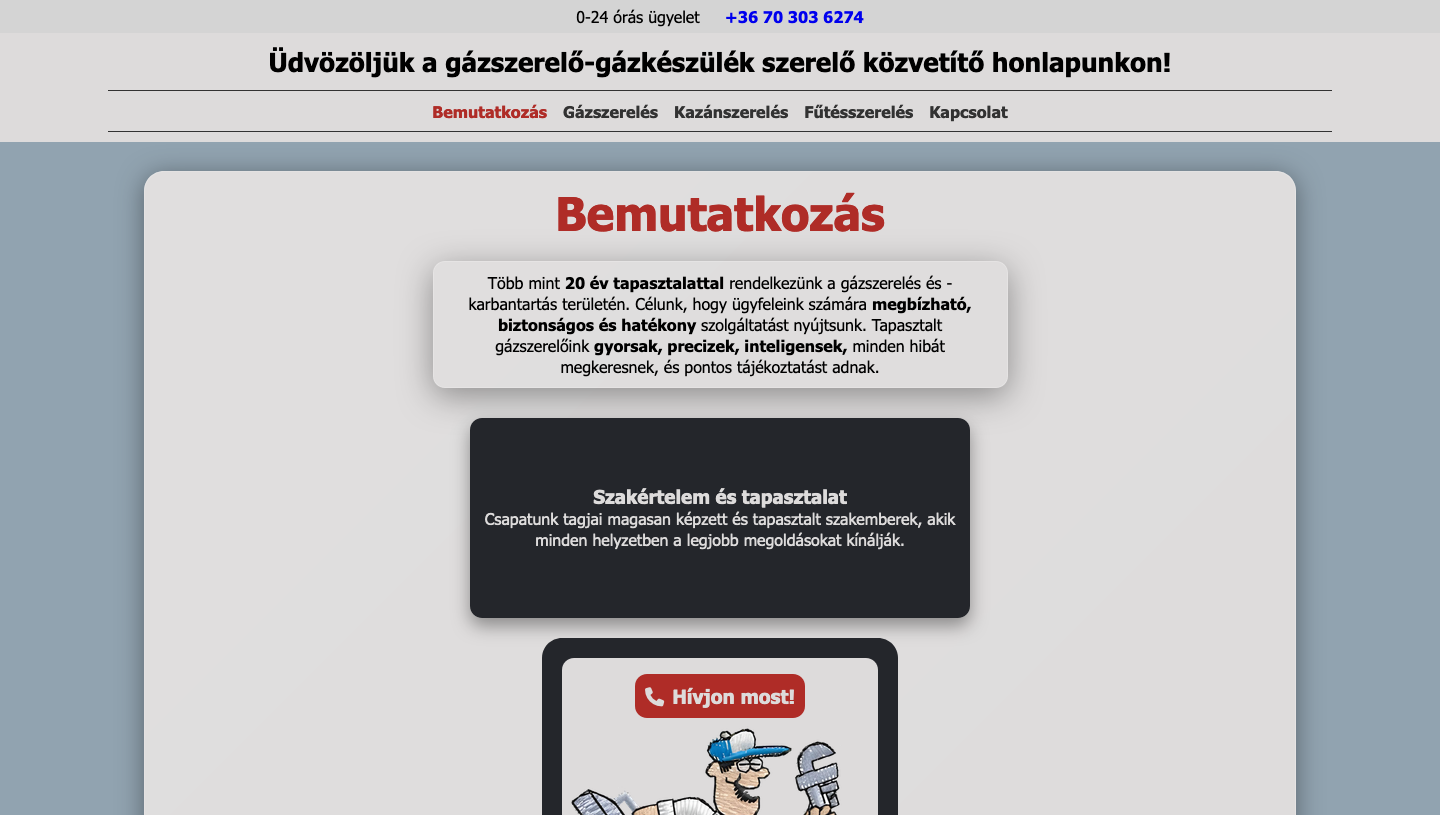 0-24 órás ügyelet +36 70 303 6274
Üdvözöljük a gázszerelő-gázkészülék szerelő közvetítő honlapunkon!
Bemutatkozás Gázszerelés Kazánszerelés Fűtésszerelés Kapcsolat
Bemutatkozás
Több mint 20 év tapasztalattal rendelkezünk a gázszerelés és -
karbantartás területén. Célunk, hogy ügyfeleink számára megbízható,
biztonságos és hatékony szolgáltatást nyújtsunk. Tapasztalt
gázszerelőink gyorsak, precizek, inteligensek, minden hibát
megkeresnek, és pontos tájékoztatást adnak.
Szakértelem és tapasztalat
Csapatunk tagjai magasan képzett és tapasztalt szakemberek, akik
minden helyzetben a legjobb megoldásokat kínálják.
Hívjon most!